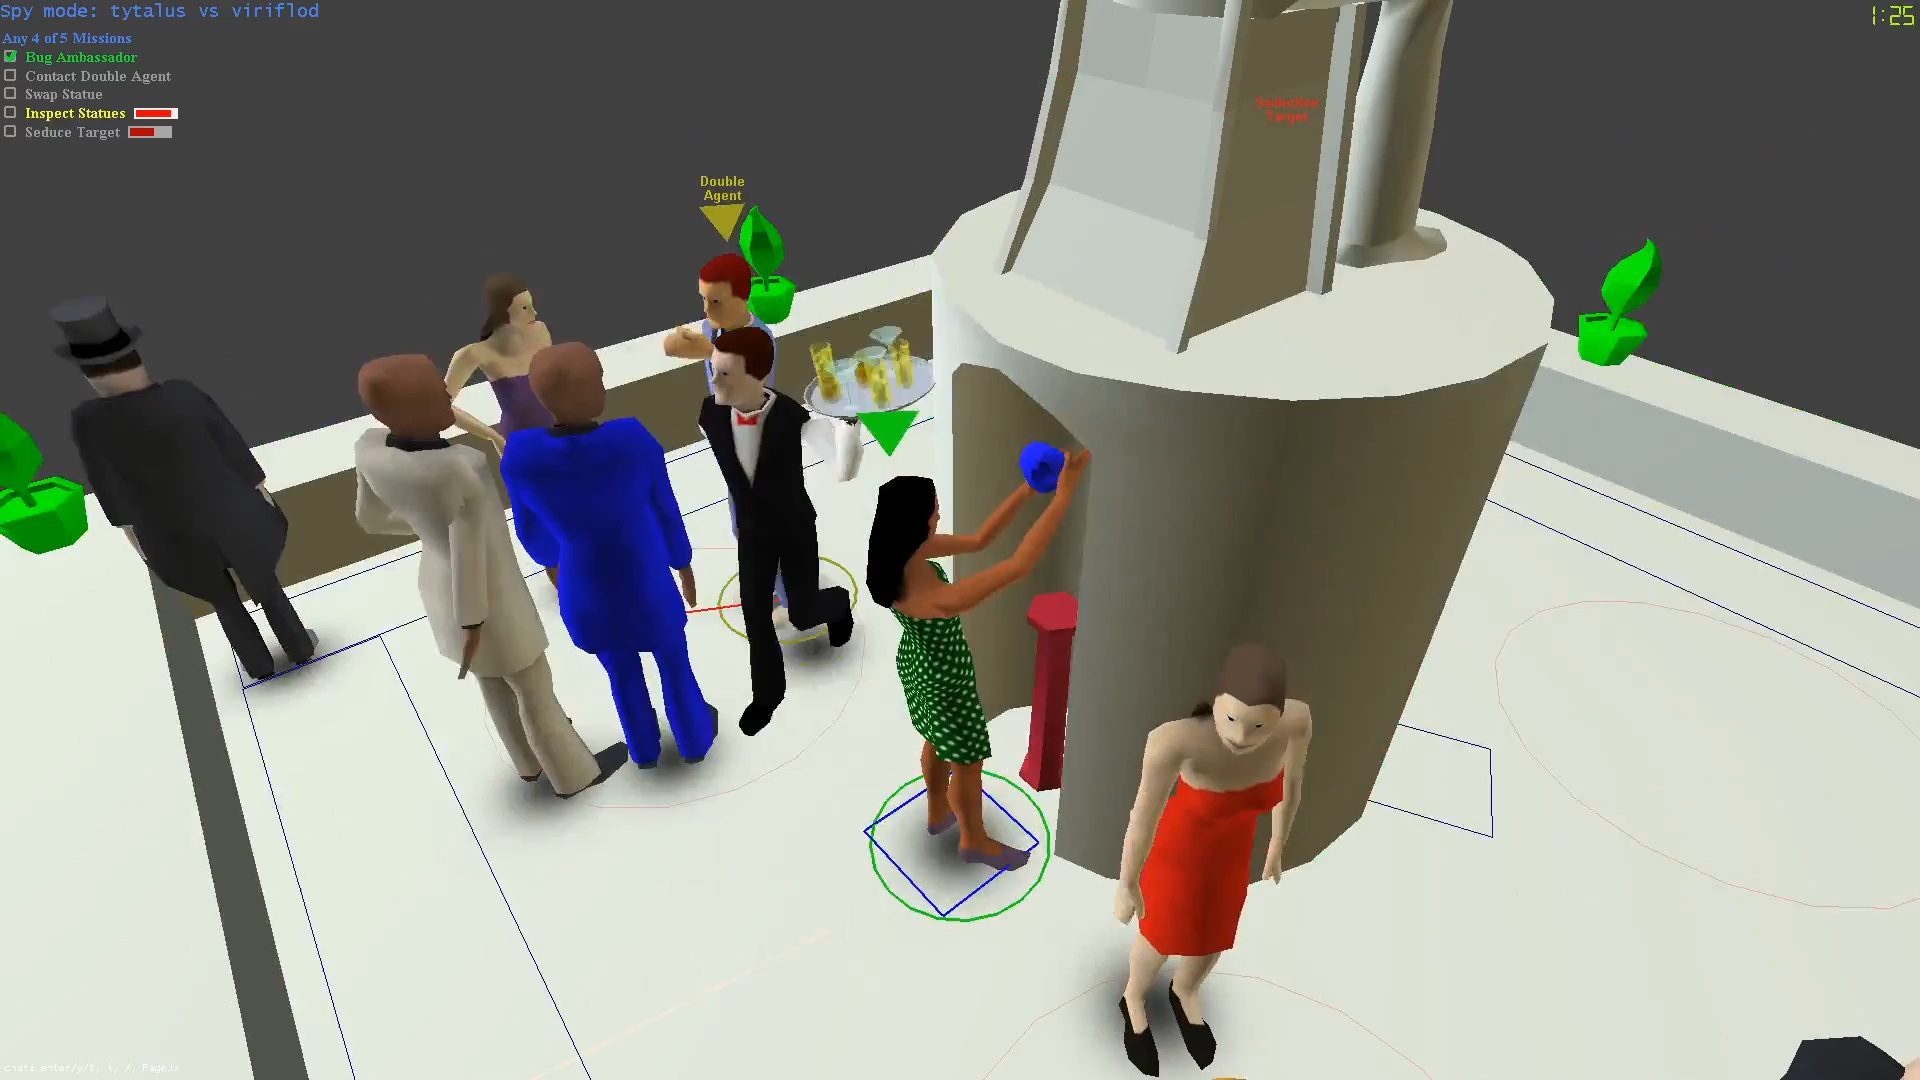 Spy mode: tytalus vs viriflod
1:25
Any 4 of 5 Missions
Bug Ambassador
Contact Double Agent
Swap Statue
Inspect Statues
Seduce Target
Seduction
Target
Double
Agent